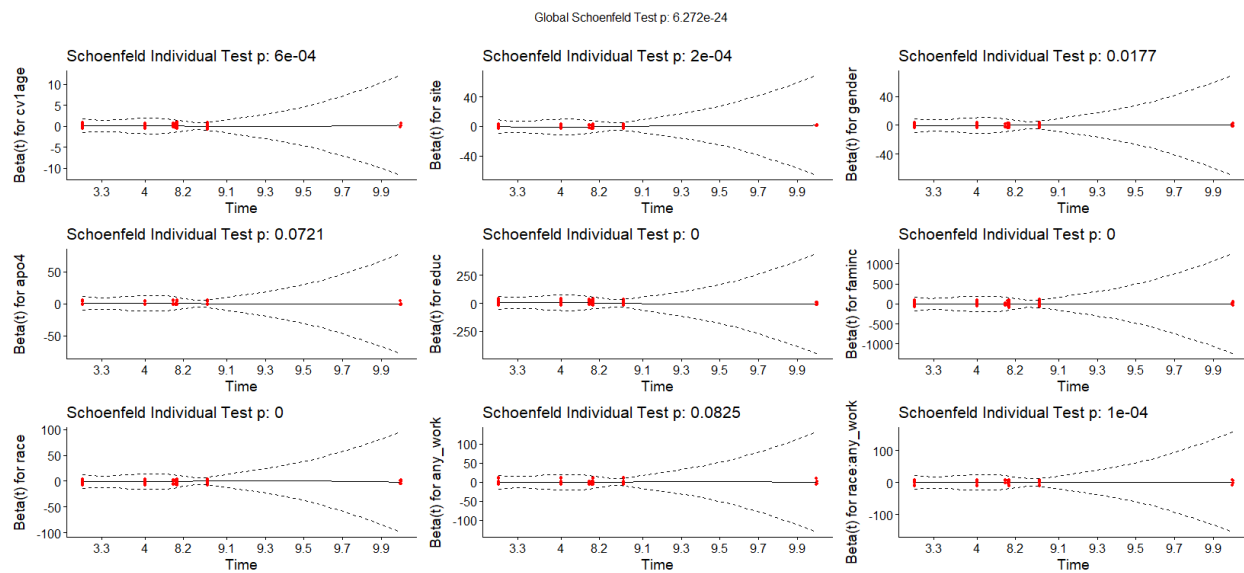 Global Schoenfeld Test p: 6.272e-24
Schoenfeld Individual Test p: 6e-04
Beta(t) for cv1age
10
5
0
-5
-10
3.3 4 8.2 9.1 9.3 9.5 9.7 9.9
Time
Schoenfeld Individual Test p: 2e-04
Beta(t) for site
40
0
-40
3.3 4 8.2 9.1 9.3 9.5 9.7 9.9
Time
Schoenfeld Individual Test p: 0.0177
Beta(t) for gender
40
0
-40
3.3 4 8.2 9.1 9.3 9.5 9.7 9.9
Time
Schoenfeld Individual Test p: 0.0721
Beta(t) for apo4
50
0
-50
3.3 4 8.2 9.1 9.3 9.5 9.7 9.9
Time
Schoenfeld Individual Test p: 0
Beta(t) for educ
250
0
-250
3.3 4 8.2 9.1 9.3 9.5 9.7 9.9
Time
Schoenfeld Individual Test p: 0
Beta(t) for faminc
1000
500
0
-500
-1000
3.3 4 8.2 9.1 9.3 9.5 9.7 9.9
Time
Schoenfeld Individual Test p: 0
Beta(t) for race
100
50
0
-50
-100
3.3 4 8.2 9.1 9.3 9.5 9.7 9.9
Time
Schoenfeld Individual Test p: 0.0825
Beta(t) for any_work
100
50
0
-50
-100
3.3 4 8.2 9.1 9.3 9.5 9.7 9.9
Time
Schoenfeld Individual Test p: 1e-04
Beta(t) for race:any_work
100
0
-100
3.3 4 8.2 9.1 9.3 9.5 9.7 9.9
Time